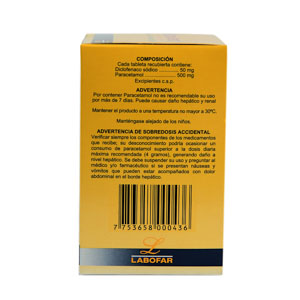 COMPOSICIÓN
Cada tableta recubierta contiene:
Diclofenaco sódico ............... 50 mg
Paracetamol ......................... 500 mg
Excipientes c.s.p.
ADVERTENCIA
Por contener Paracetamol no es recomendable su uso
por más de 7 días. Puede causar daño hepático y renal
Mantener el producto a una temperatura no mayor a 30ºC.
Manténgase alejado de los niños.
ADVERTENCIA DE SOBREDOSIS ACCIDENTAL
Verificar siempre los componentes de los medicamentos
que recibe; su desconocimiento podría ocasionar un
consumo de paracetamol superior a la dosis diaria
máxima recomendada (4 gramos), generando daño a
nivel hepático. Se debe suspender su uso y preguntar al
médico y/o farmacéutico si se presentan náuseas y
vómitos que pueden estar acompañados con dolor
abdominal en el borde hepático.
7 753658 000436
L
LABOFAR